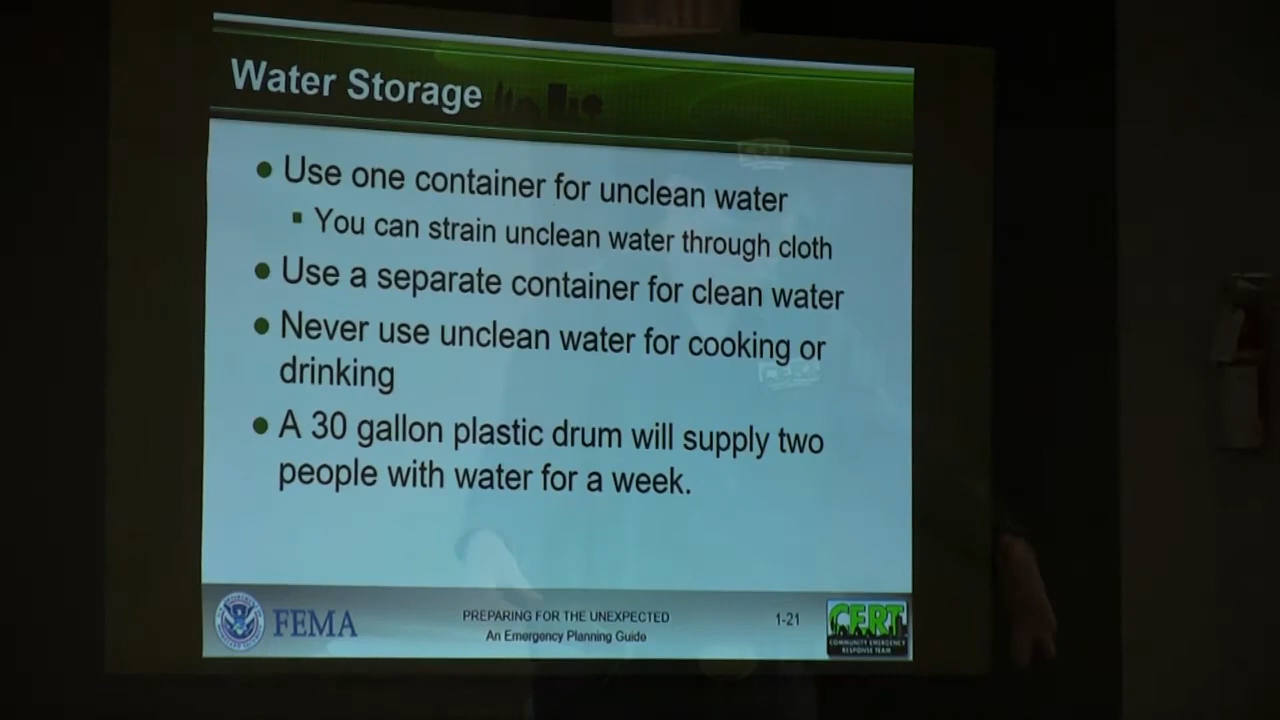 Water Storage
Use one container for unclean water
You can strain unclean water through cloth
Use a separate container for clean water
Never use unclean water for cooking or
drinking
A 30 gallon plastic drum will supply two
people with water for a week.
FEMA
PREPARING FOR THE UNEXPECTED
An Emergency Planning Guide
1-21
CERT
COMMUNITY EMERGENCY
RESPONSE TEAM